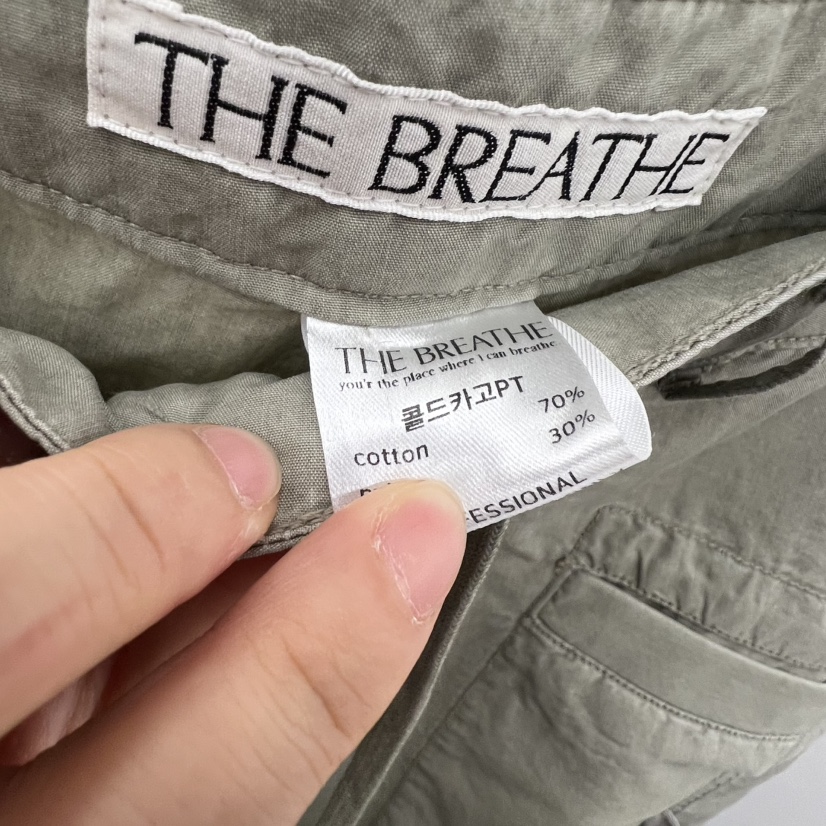 THE BREATHE
THE BREATHE
you'r the place where i can breathe
콜드카고PT
cotton 70%
30%